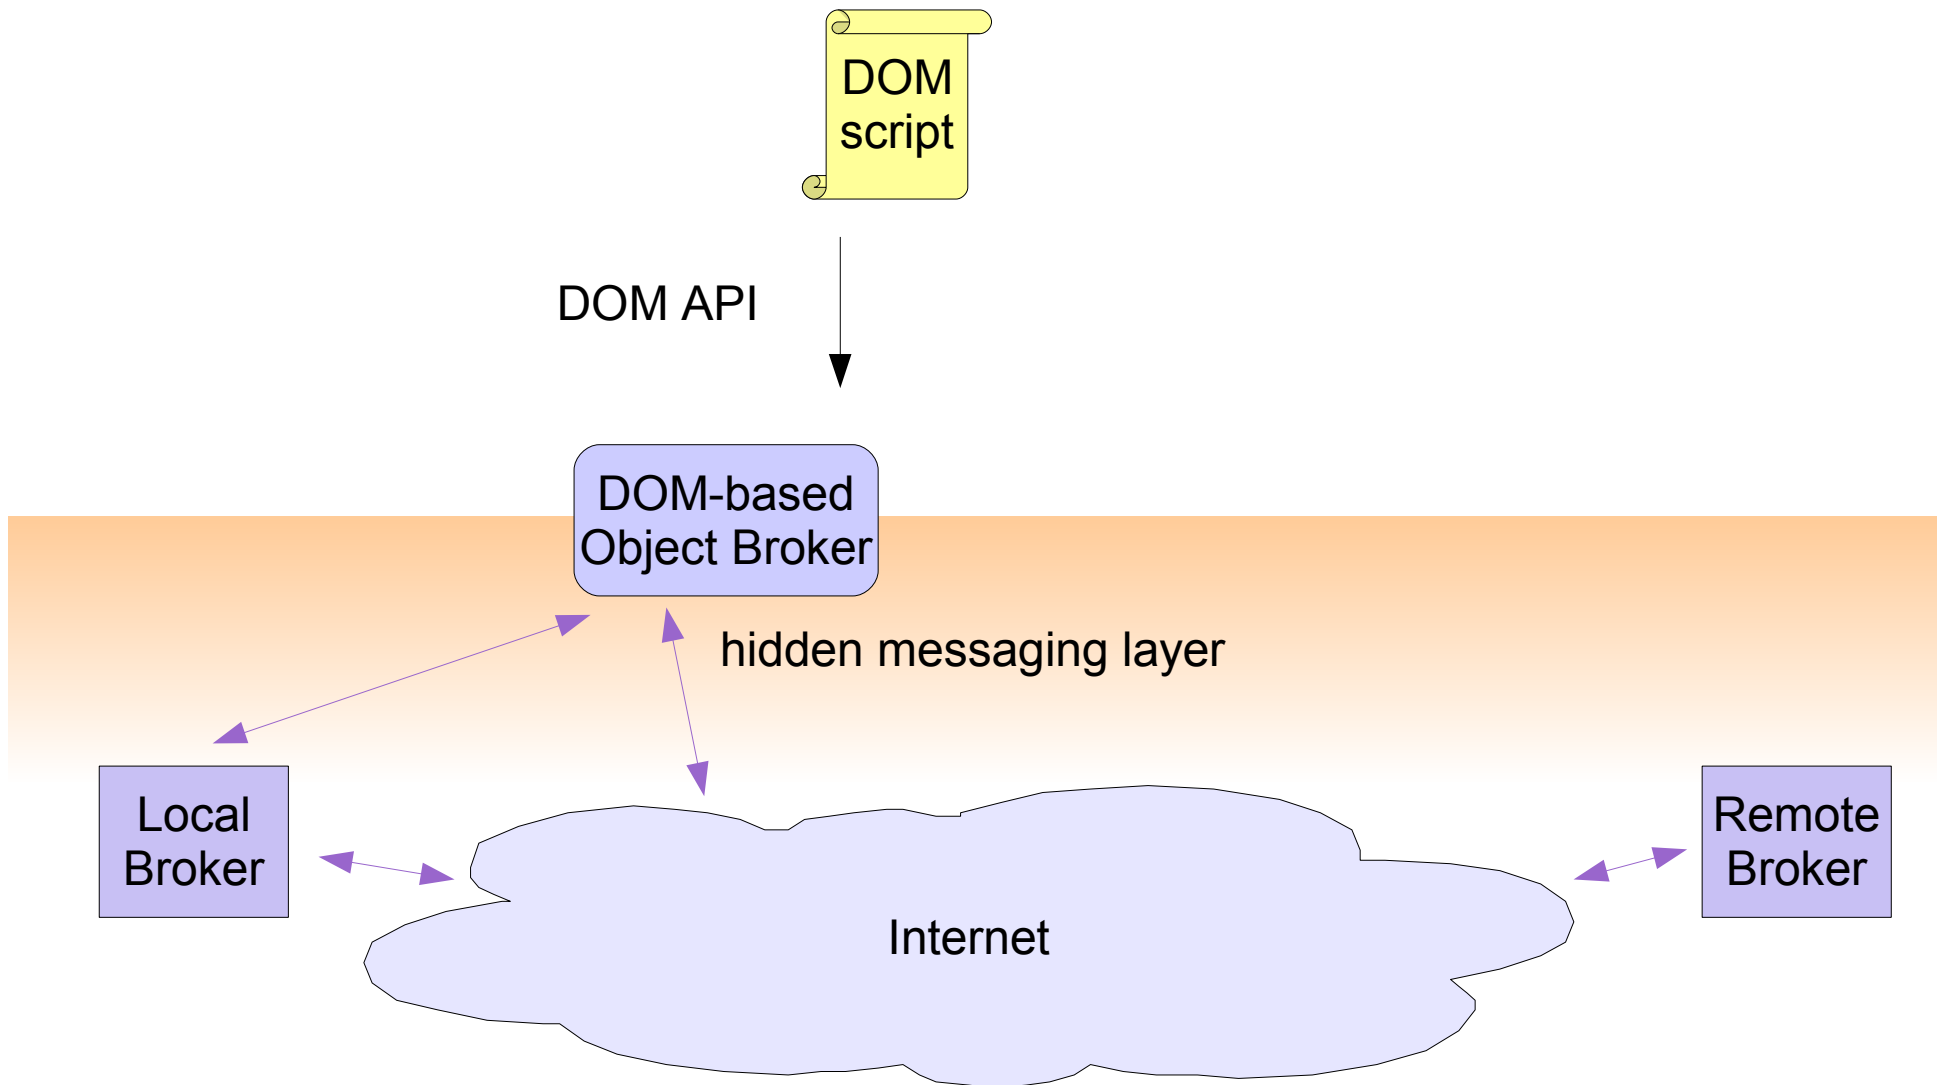 DOM
script
DOM API
DOM-based
Object Broker
hidden messaging layer
Local
Broker
Remote
Broker
Internet